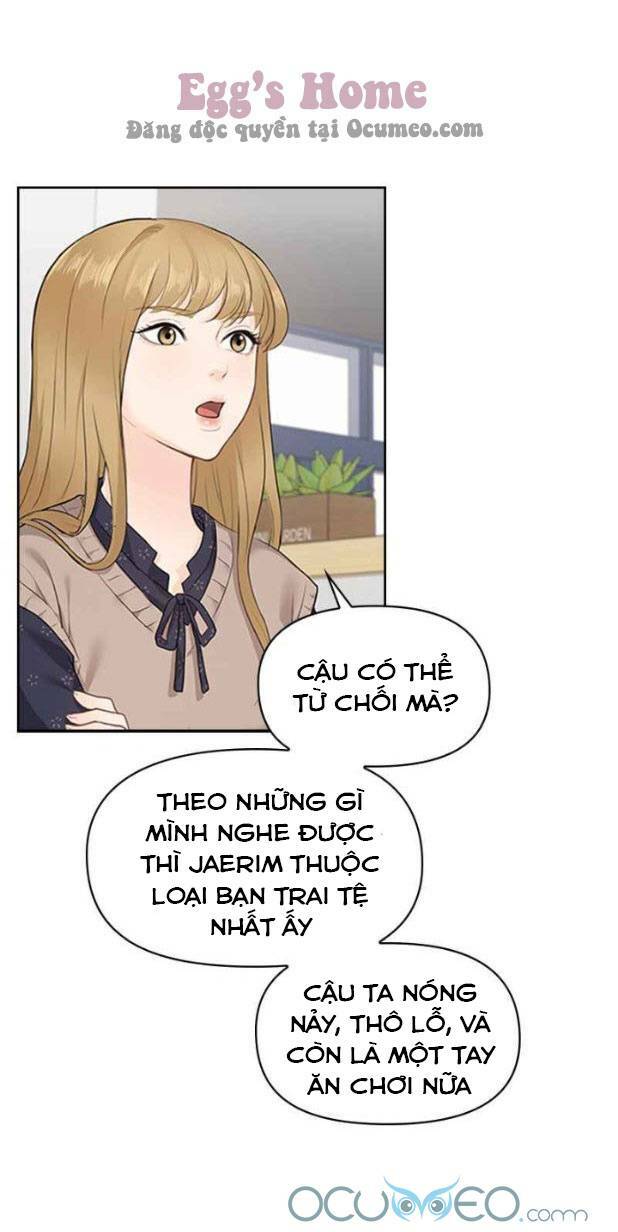 Egg's Home
Đăng độc quyền tại Ocumeo.com
GARDEN
CẬU CÓ THỂ
TỪ CHỐI MÀ?
THEO NHỮNG GÌ
MÌNH NGHE ĐƯỢC
THÌ JAERIM THUỘC
LOẠI BẠN TRAI TỆ
NHẤT ẤY
CẬU TA NÓNG
NẢY, THÔ LỖ, VÀ
CÒN LÀ MỘT TAY
ĂN CHƠI NỮA
OCUMEO.com